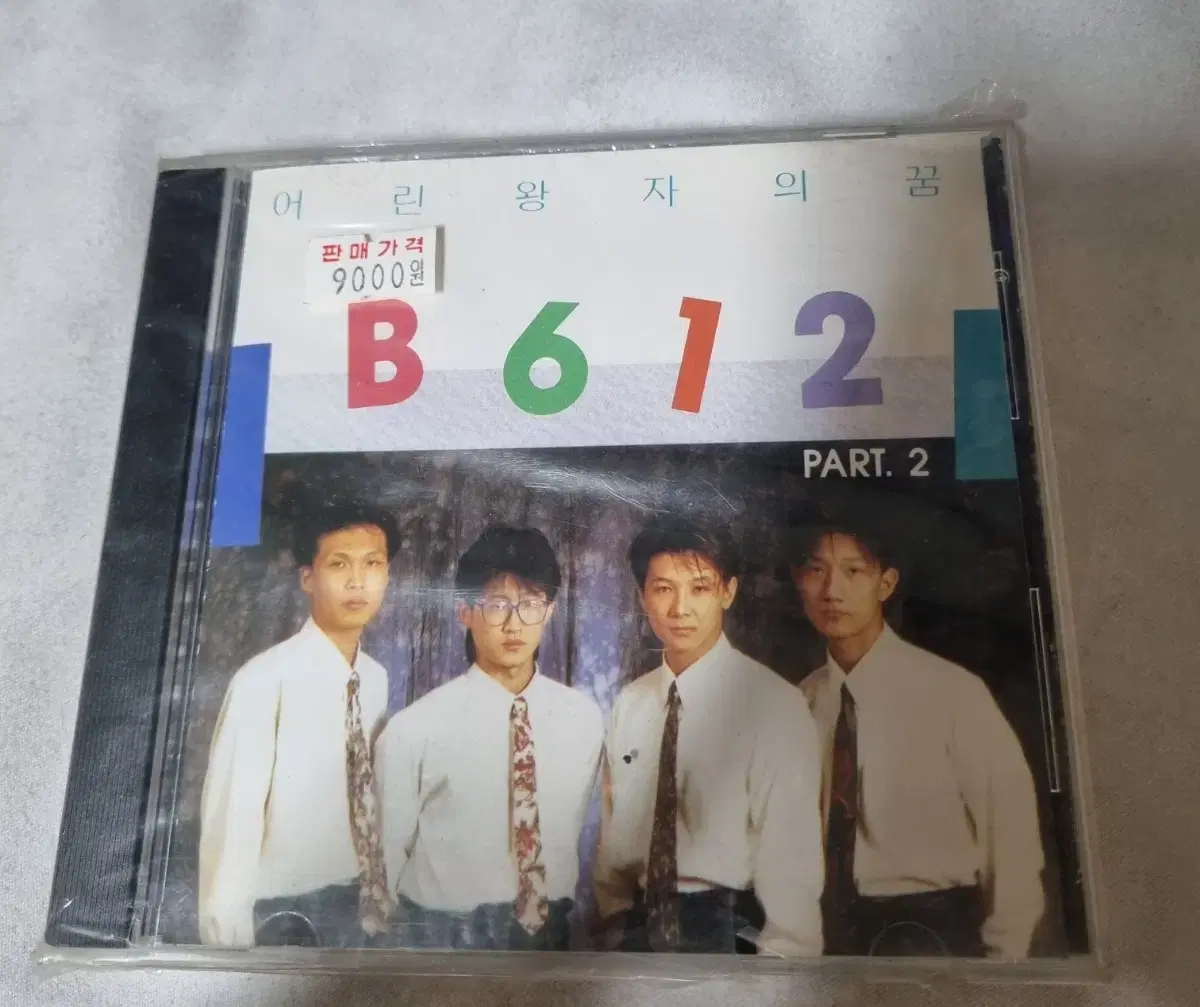 어 린 왕 자 의 꿈
판매가격
9000원
B612
PART. 2